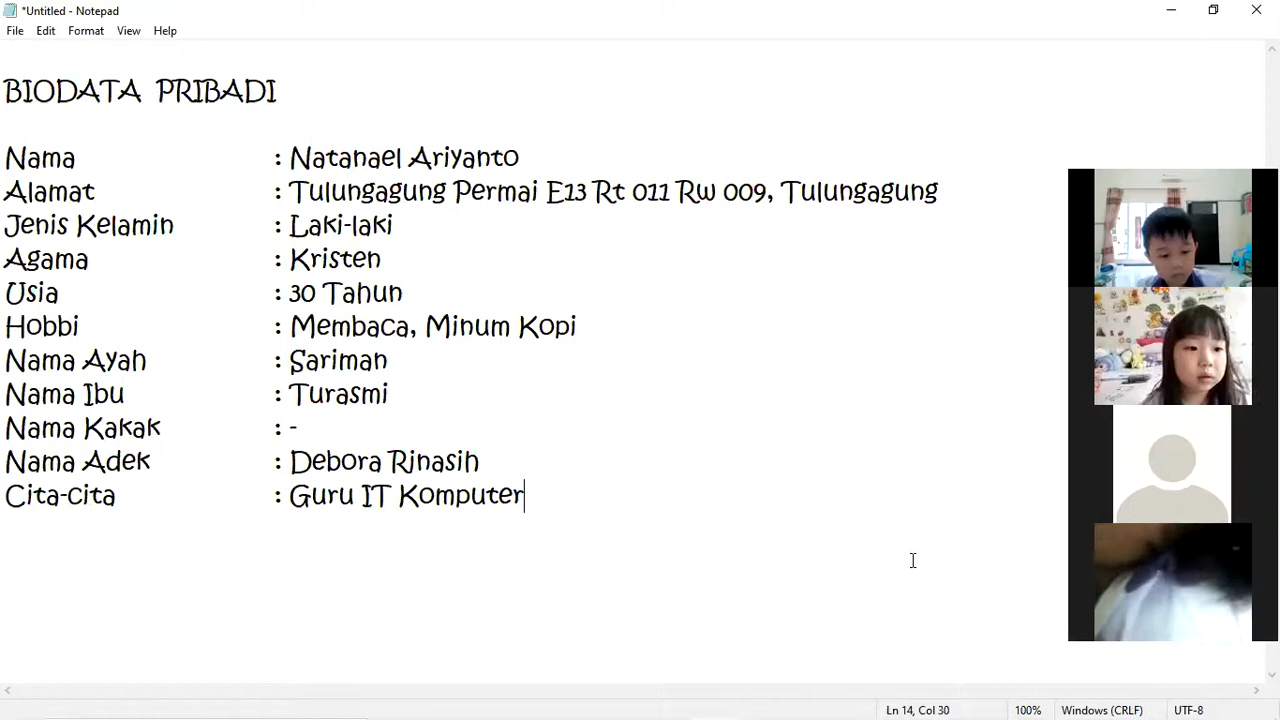 *Untitled - Notepad
File Edit Format View Help
BIODATA PRIBADI
Nama : Natanael Ariyanto
Alamat : Tulungagung Permai E13 Rt 011 Rw 009, Tulungagung
Jenis Kelamin : Laki-laki
Agama : Kristen
Usia : 30 Tahun
Hobbi : Membaca, Minum Kopi
Nama Ayah : Sariman
Nama Ibu : Turasmi
Nama Kakak : -
Nama Adek : Debora Rinasih
Cita-cita : Guru IT Komputer
Ln 14, Col 30 100% Windows (CRLF) UTF-8